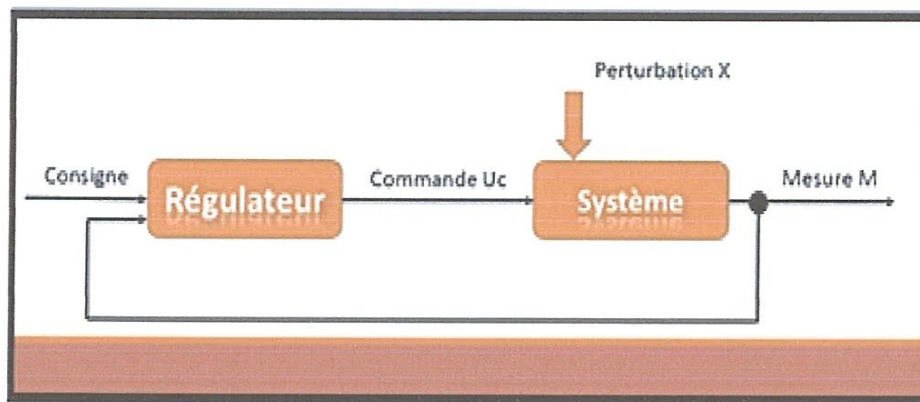 Perturbation X
Consigne
Régulateur
Commande Uc
Système
Mesure M